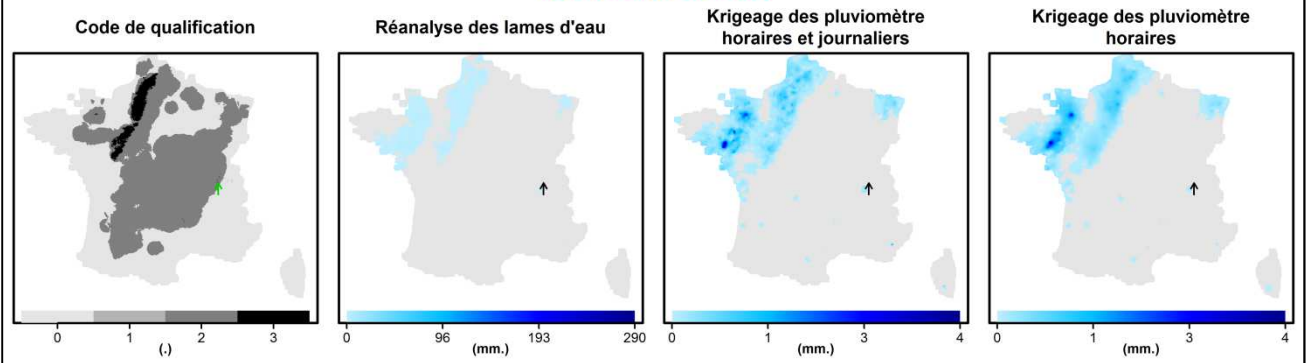 Code de qualification
Réanalyse des lames d'eau
Krigeage des pluviomètre
horaires et journaliers
Krigeage des pluviomètre
horaires
0 1 2 3
(.)
0 96 193 290
(mm.)
0 1 3 4
(mm.)
0 1 3 4
(mm.)